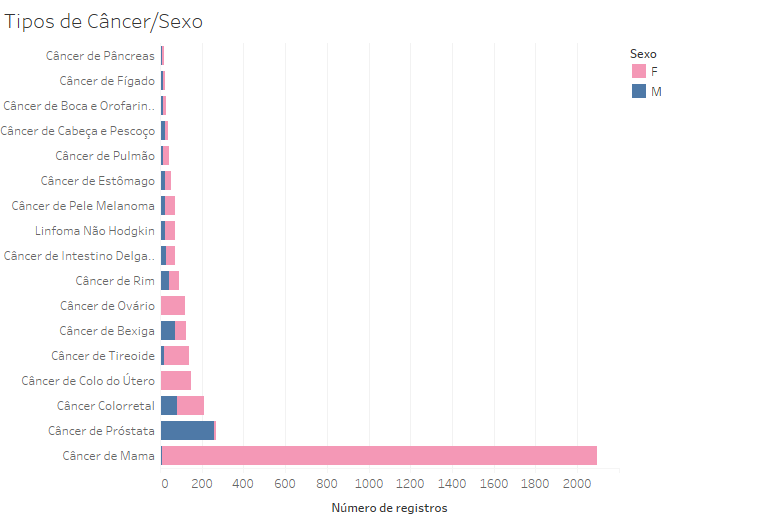 Tipos de Câncer/Sexo
Câncer de Pâncreas
Câncer de Fígado
Câncer de Boca e Orofarin..
Câncer de Cabeça e Pescoço
Câncer de Pulmão
Câncer de Estômago
Câncer de Pele Melanoma
Linfoma Não Hodgkin
Câncer de Intestino Delga..
Câncer de Rim
Câncer de Ovário
Câncer de Bexiga
Câncer de Tireoide
Câncer de Colo do Útero
Câncer Colorretal
Câncer de Próstata
Câncer de Mama
0 200 400 600 800 1000 1200 1400 1600 1800 2000
Número de registros
Sexo
F
M